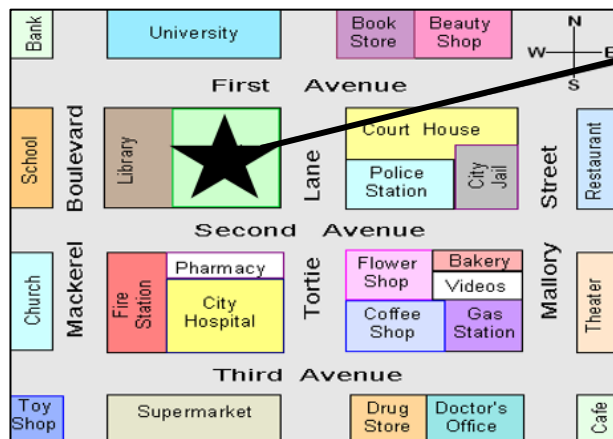 Bank
University
Book
Store
Beauty
Shop
N
W
E
S
First Avenue
School
Boulevard
Library
Lane
Court House
Police
Station
City
Jail
Street
Restaurant
Second Avenue
Church
Mackerel
Fire
Station
Pharmacy
City
Hospital
Tortie
Flower
Shop
Bakery
Videos
Coffee
Shop
Gas
Station
Mallory
Theater
Third Avenue
Toy
Shop
Supermarket
Drug
Store
Doctor's
Office
Cafe